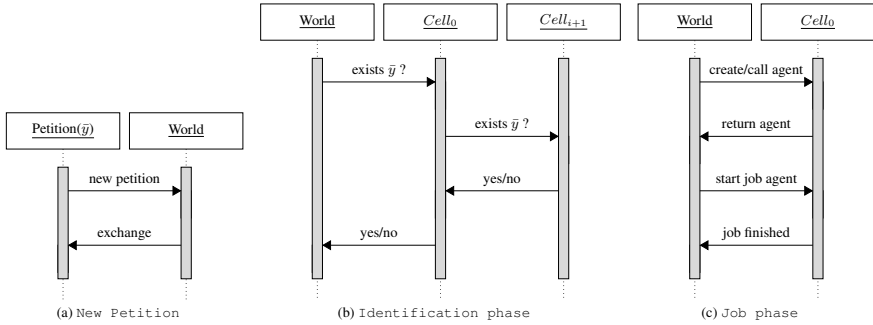 Petition(ȳ) World
new petition
exchange
(a) New Petition
World Cell₀ Cellᵢ₊₁
exists ȳ ?
exists ȳ ?
yes/no
yes/no
(b) Identification phase
World Cell₀
create/call agent
return agent
start job agent
job finished
(c) Job phase